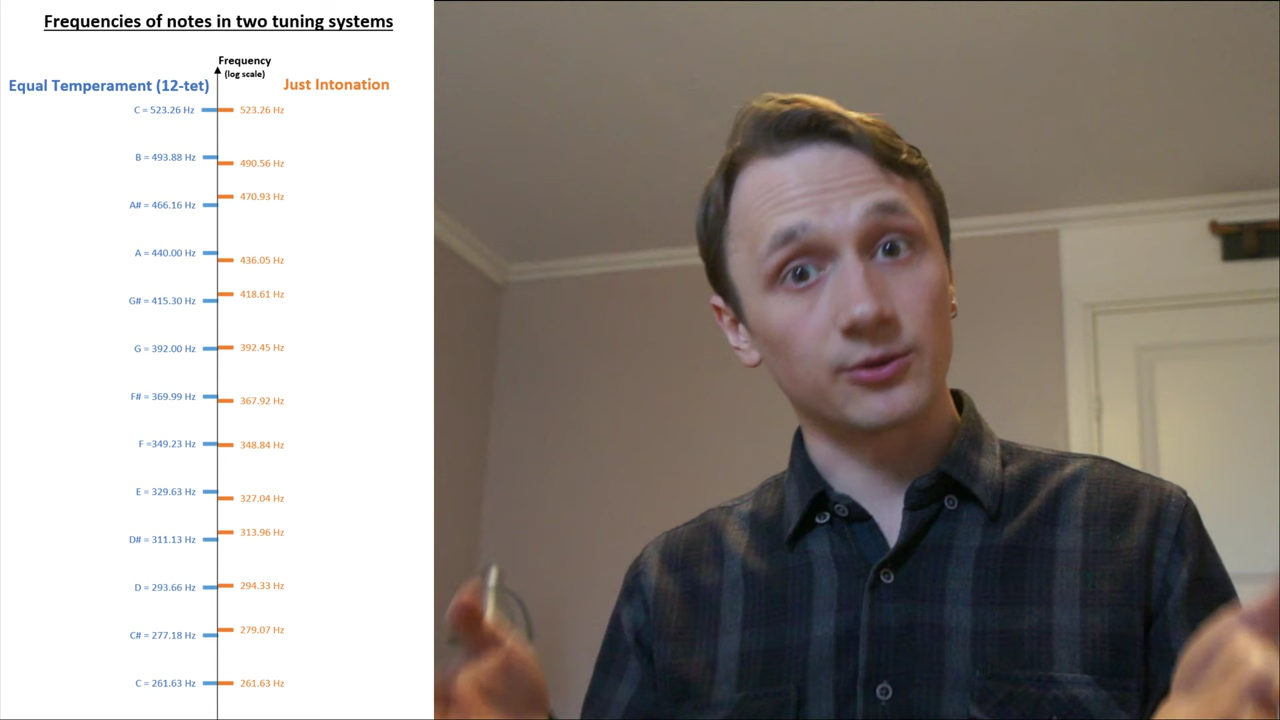 Frequencies of notes in two tuning systems
Frequency
(log scale)
Equal Temperament (12-tet)
Just Intonation
C = 523.26 Hz
523.26 Hz
B = 493.88 Hz
490.56 Hz
470.93 Hz
A# = 466.16 Hz
A = 440.00 Hz
436.05 Hz
418.61 Hz
G# = 415.30 Hz
G = 392.00 Hz
392.45 Hz
F# = 369.99 Hz
367.92 Hz
F =349.23 Hz
348.84 Hz
E = 329.63 Hz
327.04 Hz
313.96 Hz
D# = 311.13 Hz
D = 293.66 Hz
294.33 Hz
279.07 Hz
C# = 277.18 Hz
C = 261.63 Hz
261.63 Hz